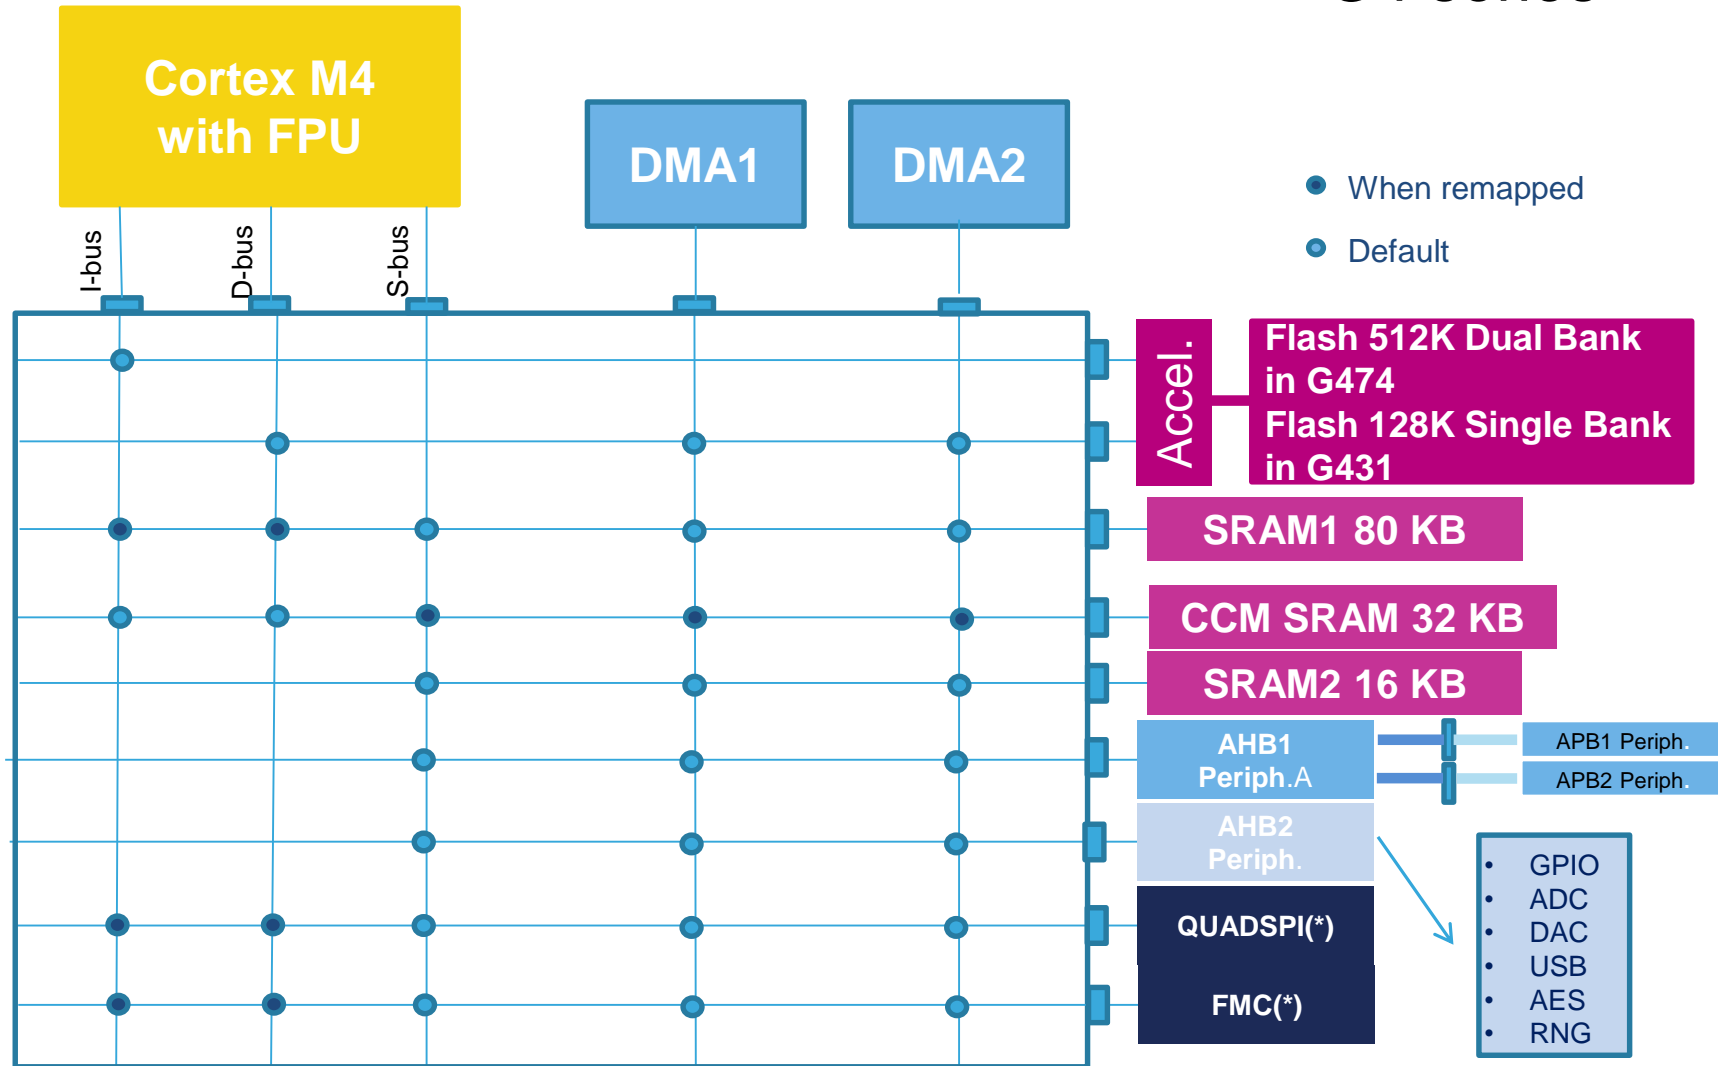 Cortex M4
with FPU
DMA1
DMA2
When remapped
Default
I-bus
D-bus
S-bus
Accel.
Flash 512K Dual Bank
in G474
Flash 128K Single Bank
in G431
SRAM1 80 KB
CCM SRAM 32 KB
SRAM2 16 KB
AHB1
Periph.A
APB1 Periph.
APB2 Periph.
AHB2
Periph.
QUADSPI(*)
FMC(*)
• GPIO
• ADC
• DAC
• USB
• AES
• RNG